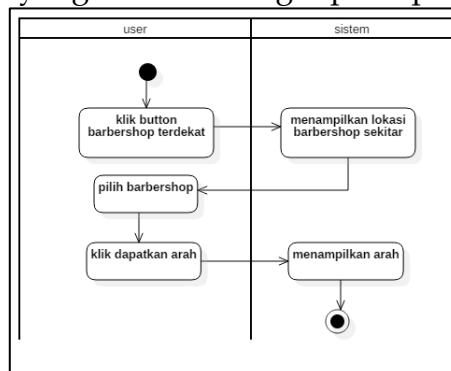 user
sistem
klik button
barbershop terdekat
menampilkan lokasi
barbershop sekitar
pilih barbershop
klik dapatkan arah
menampilkan arah